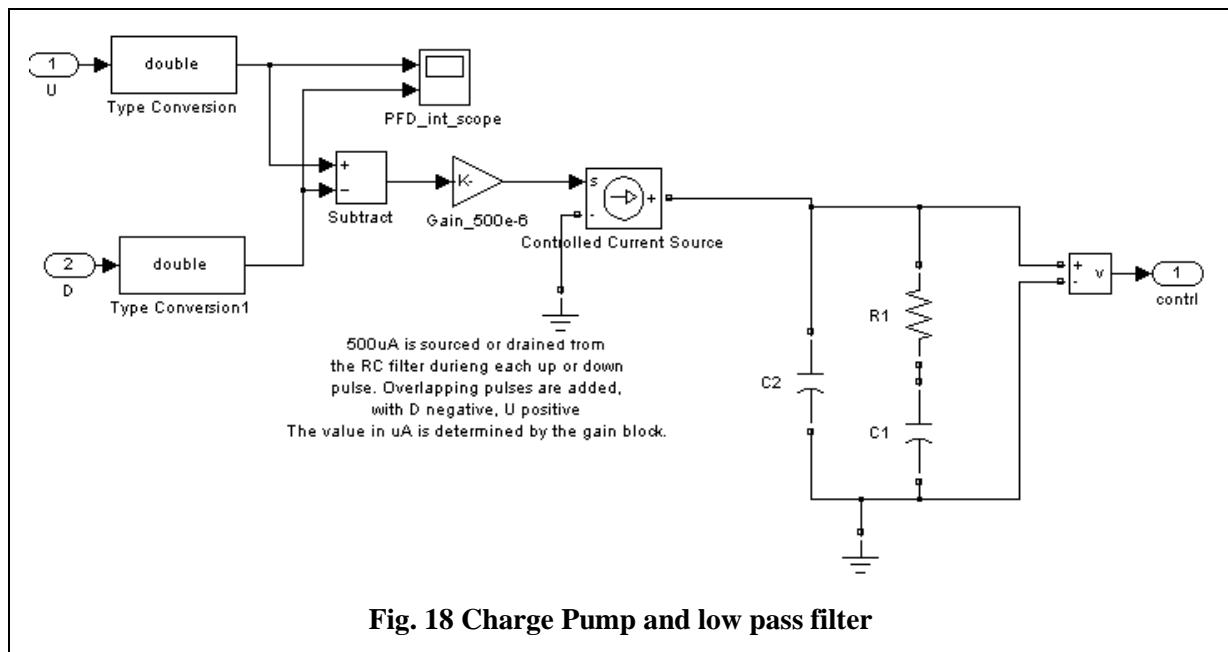 1
U
double
Type Conversion
PFD_int_scope
+
−
Subtract
K-
Gain_500e-6
s
-
+
Controlled Current Source
2
D
double
Type Conversion1
500uA is sourced or drained from
the RC filter durieng each up or down
pulse. Overlapping pulses are added,
with D negative, U positive
The value in uA is determined by the gain block.
C2
R1
C1
+
-
v
1
contrl
Fig. 18 Charge Pump and low pass filter